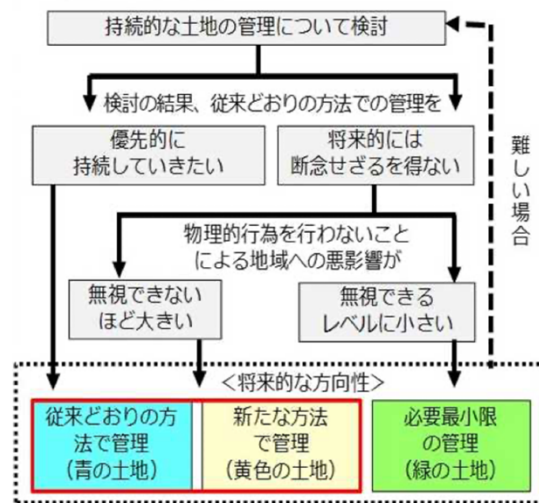 持続的な土地の管理について検討
検討の結果、従来どおりの方法での管理を
優先的に
持続していきたい
将来的には
断念せざるを得ない
難しい場合
物理的行為を行わないこと
による地域への悪影響が
無視できない
ほど大きい
無視できる
レベルに小さい
＜将来的な方向性＞
従来どおりの方
法で管理
（青の土地）
新たな方法
で管理
（黄色の土地）
必要最小限
の管理
（緑の土地）